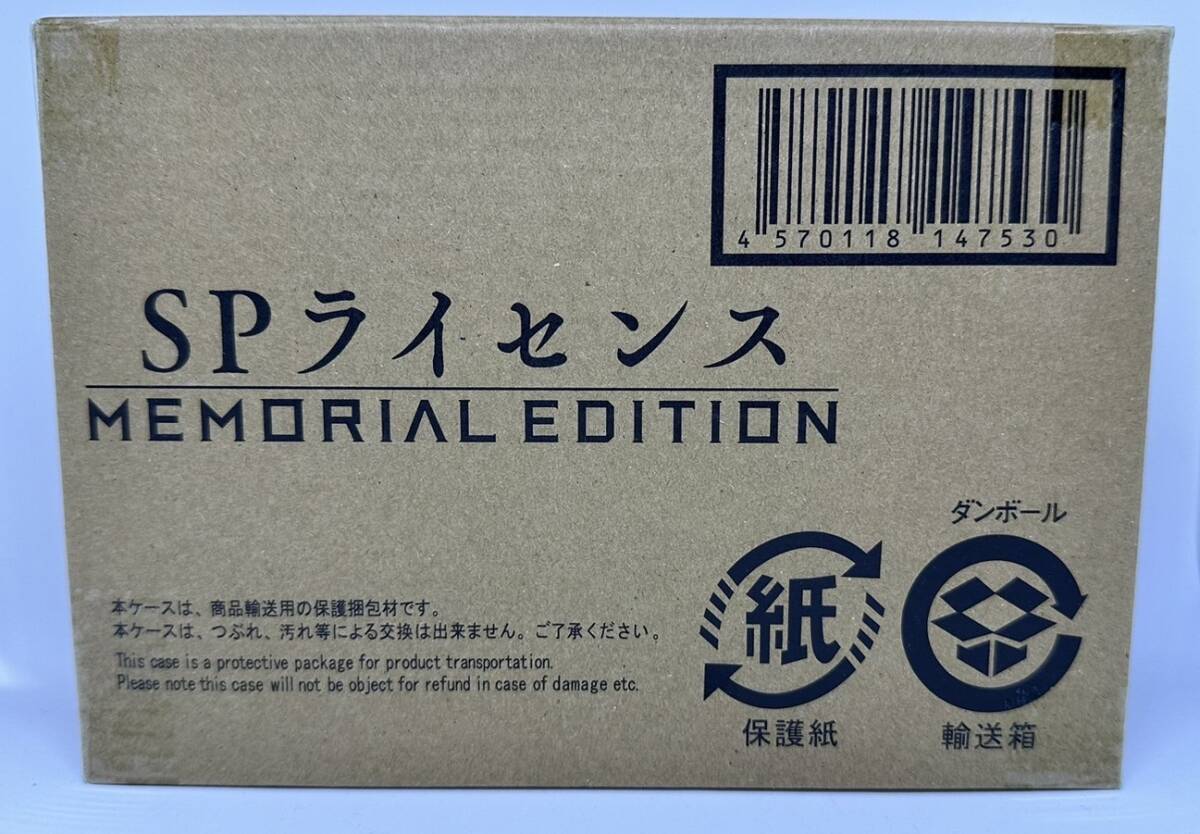 4 570118 147530
SPライセンス
MEMORIAL EDITION
ダンボール
紙
本ケースは、商品輸送用の保護梱包材です。
本ケースは、つぶれ、汚れ等による交換は出来ません。ご了承ください。
This case is a protective package for product transportation.
Please note this case will not be object for refund in case of damage etc.
保護紙
輸送箱